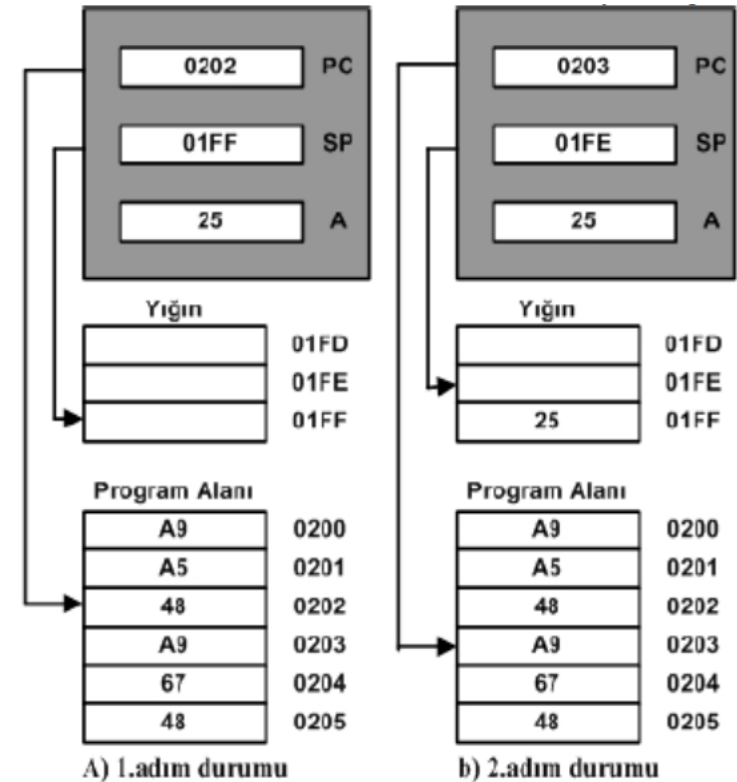 0202 PC
01FF SP
25 A
Yığın
01FD
01FE
01FF
Program Alanı
A9 0200
A5 0201
48 0202
A9 0203
67 0204
48 0205
A) 1.adım durumu
0203 PC
01FE SP
25 A
Yığın
01FD
01FE
25 01FF
Program Alanı
A9 0200
A5 0201
48 0202
A9 0203
67 0204
48 0205
b) 2.adım durumu